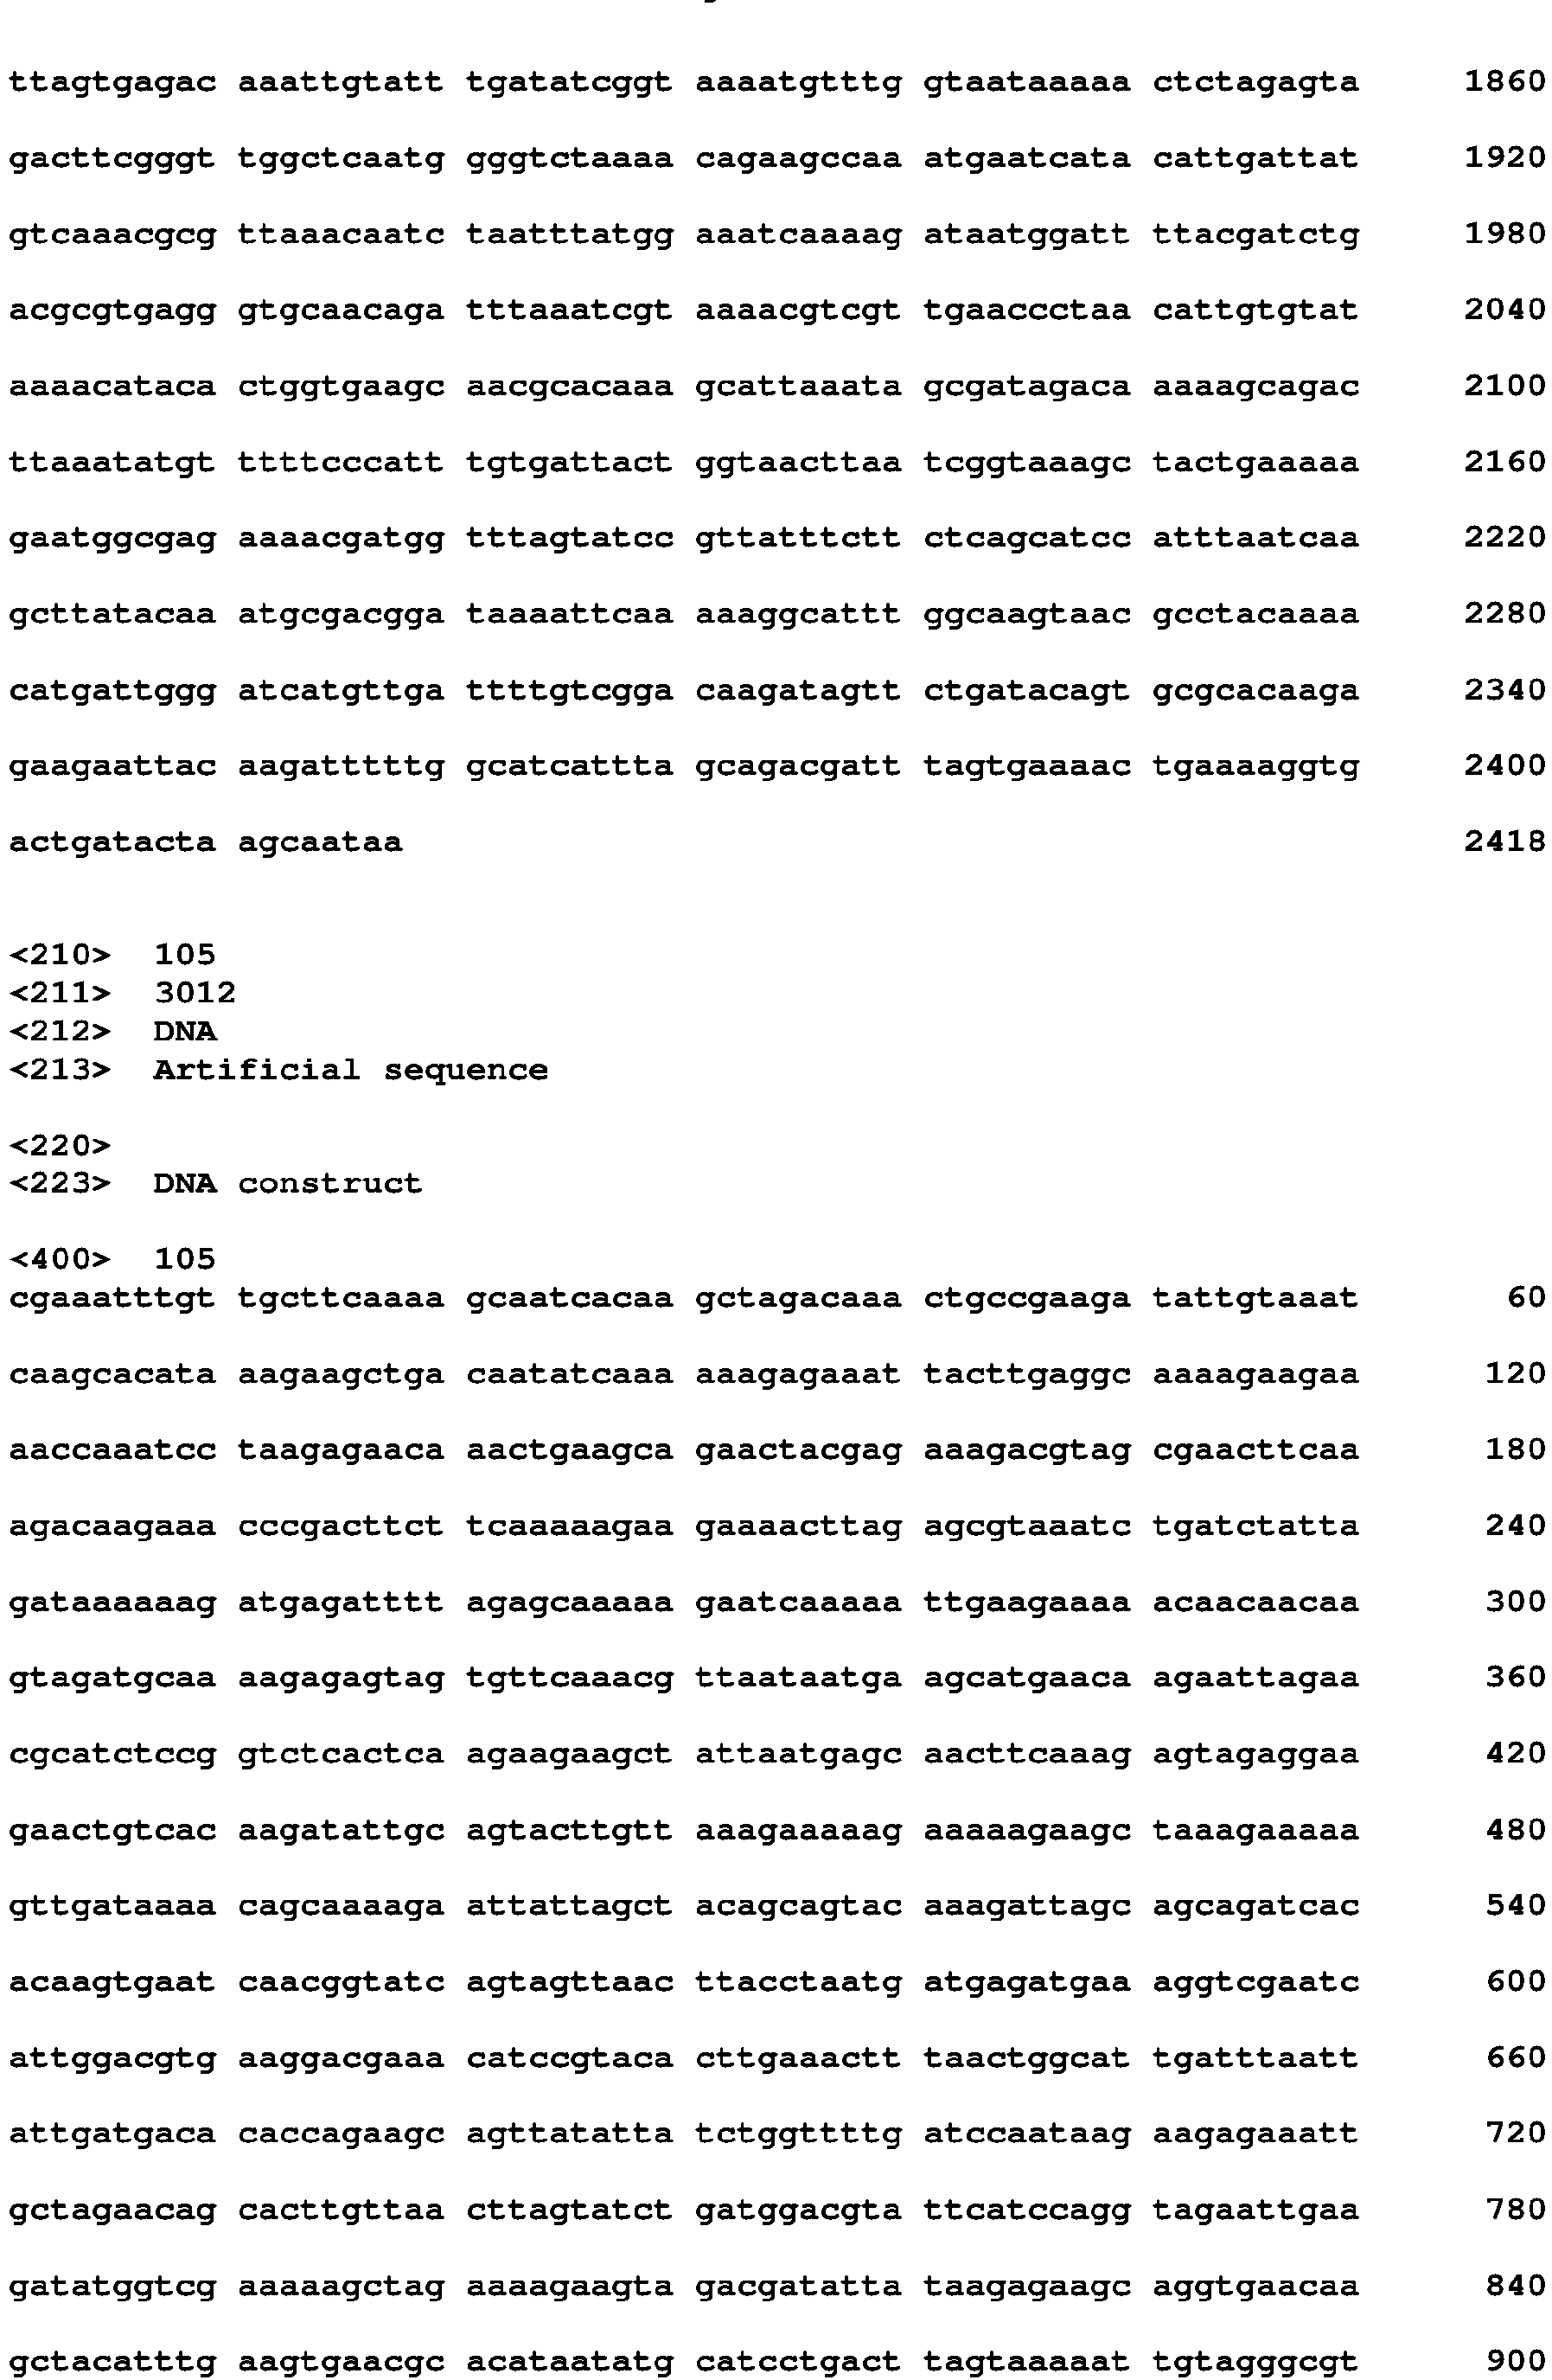 ttagtgagac aaattgtatt tgatatcggt aaaatgtttg gtaataaaaa ctctagagta 1860
gacttcgggt tggctcaatg gggtctaaaa cagaagccaa atgaatcata cattgattat 1920
gtcaaacgcg ttaaacaatc taatttatgg aaatcaaaag ataatggatt ttacgatctg 1980
acgcgtgagg gtgcaacaga tttaaatcgt aaaacgtcgt tgaaccctaa cattgtgtat 2040
aaaacataca ctggtgaagc aacgcacaaa gcattaaata gcgatagaca aaaagcagac 2100
ttaaatatgt ttttcccatt tgtgattact ggtaacttaa tcggtaaagc tactgaaaaa 2160
gaatggcgag aaaacgatgg tttagtatcc gttatttctt ctcagcatcc atttaatcaa 2220
gcttatacaa atgcgacgga taaaattcaa aaaggcattt ggcaagtaac gcctacaaaa 2280
catgattggg atcatgttga ttttgtcgga caagatagtt ctgatacagt gcgcacaaga 2340
gaagaattac aagatttttg gcatcattta gcagacgatt tagtgaaaac tgaaaaggtg 2400
actgatacta agcaataa 2418
<210> 105
<211> 3012
<212> DNA
<213> Artificial sequence
<220>
<223> DNA construct
<400> 105
cgaaatttgt tgcttcaaaa gcaatcacaa gctagacaaa ctgccgaaga tattgtaaat 60
caagcacata aagaagctga caatatcaaa aaagagaaat tacttgaggc aaaagaagaa 120
aaccaaatcc taagagaaca aactgaagca gaactacgag aaagacgtag cgaacttcaa 180
agacaagaaa cccgacttct tcaaaaagaa gaaaacttag agcgtaaatc tgatctatta 240
gataaaaaag atgagatttt agagcaaaaa gaatcaaaaa ttgaagaaaa acaacaacaa 300
gtagatgcaa aagagagtag tgttcaaacg ttaataatga agcatgaaca agaattagaa 360
cgcatctccg gtctcactca agaagaagct attaatgagc aacttcaaag agtagaggaa 420
gaactgtcac aagatattgc agtacttgtt aaagaaaaag aaaaagaagc taaagaaaaa 480
gttgataaaa cagcaaaaga attattagct acagcagtac aaagattagc agcagatcac 540
acaagtgaat caacggtatc agtagttaac ttacctaatg atgagatgaa aggtcgaatc 600
attggacgtg aaggacgaaa catccgtaca cttgaaactt taactggcat tgatttaatt 660
attgatgaca caccagaagc agttatatta tctggttttg atccaataag aagagaaatt 720
gctagaacag cacttgttaa cttagtatct gatggacgta ttcatccagg tagaattgaa 780
gatatggtcg aaaaagctag aaaagaagta gacgatatta taagagaagc aggtgaacaa 840
gctacatttg aagtgaacgc acataatatg catcctgact tagtaaaaat tgtagggcgt 900